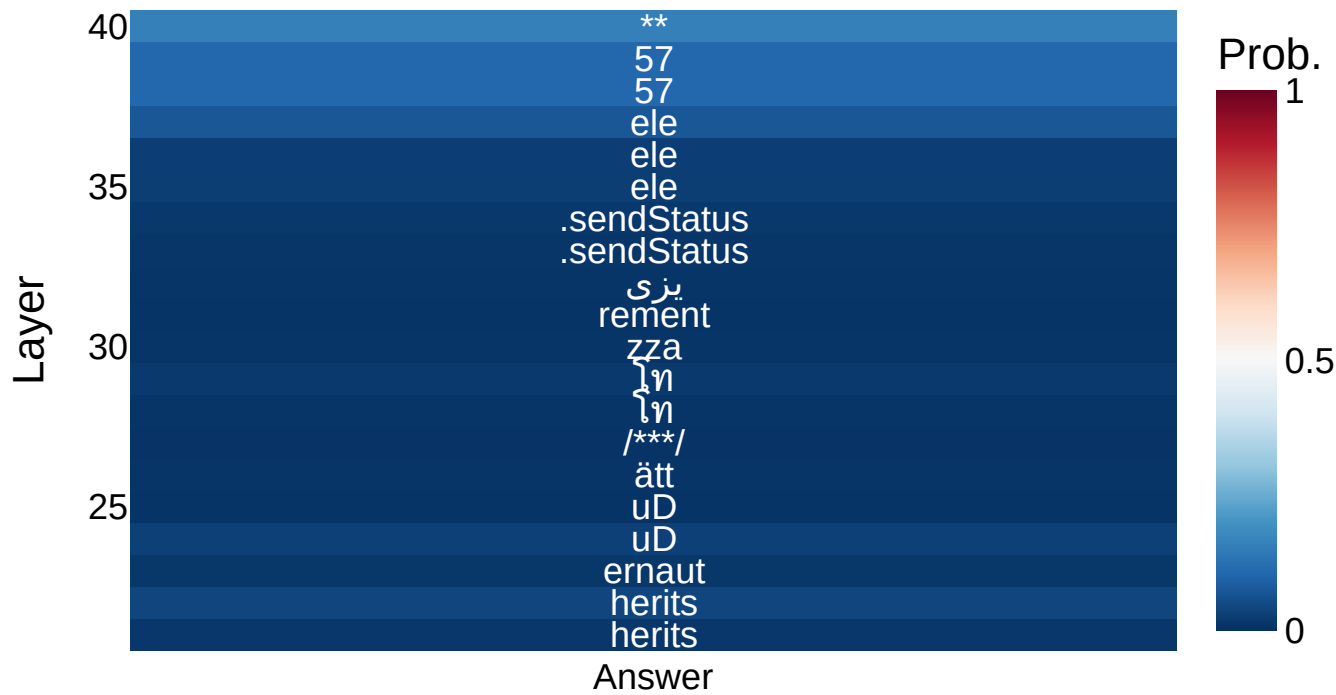 40
**
57
57
ele
ele
35
ele
.sendStatus
.sendStatus
یزی
rement
30
zza
โท
โท
/***/
ätt
25
uD
uD
ernaut
herits
herits
Answer
Layer
Prob.
1
0.5
0